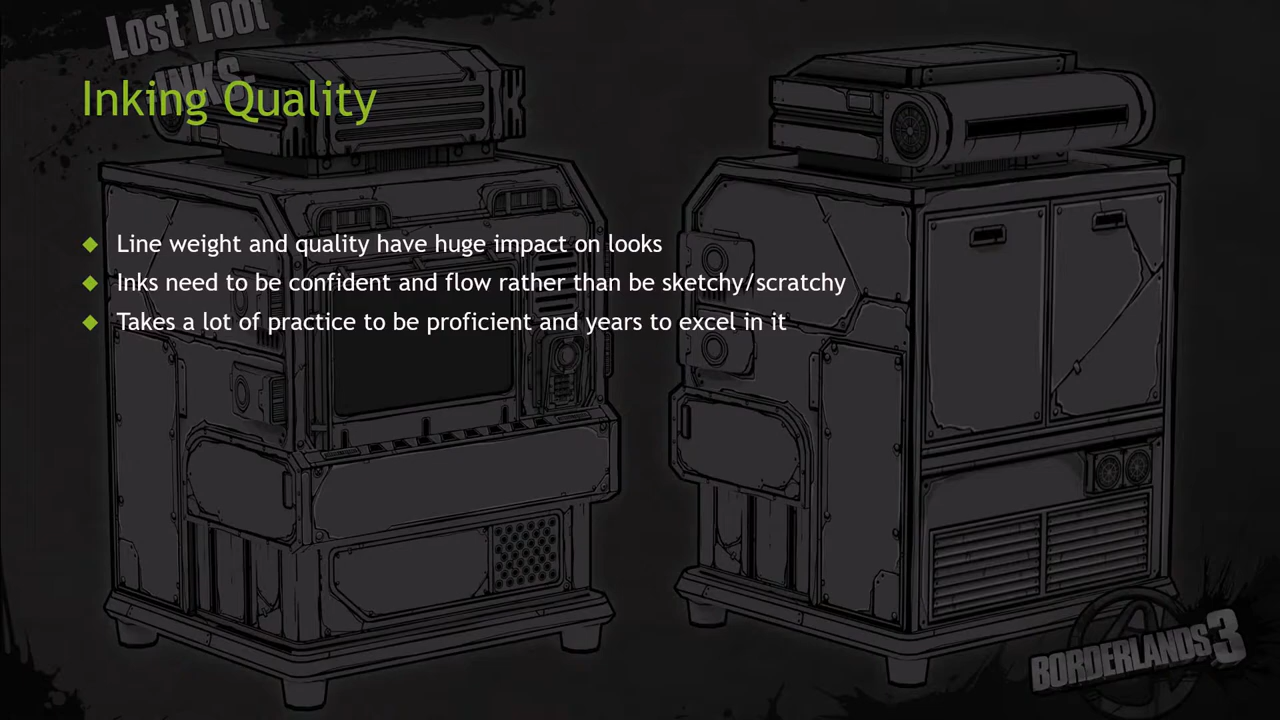 Lost Loot
INKS-
Inking Quality
Line weight and quality have huge impact on looks
Inks need to be confident and flow rather than be sketchy/scratchy
Takes a lot of practice to be proficient and years to excel in it
BORDERLANDS 3